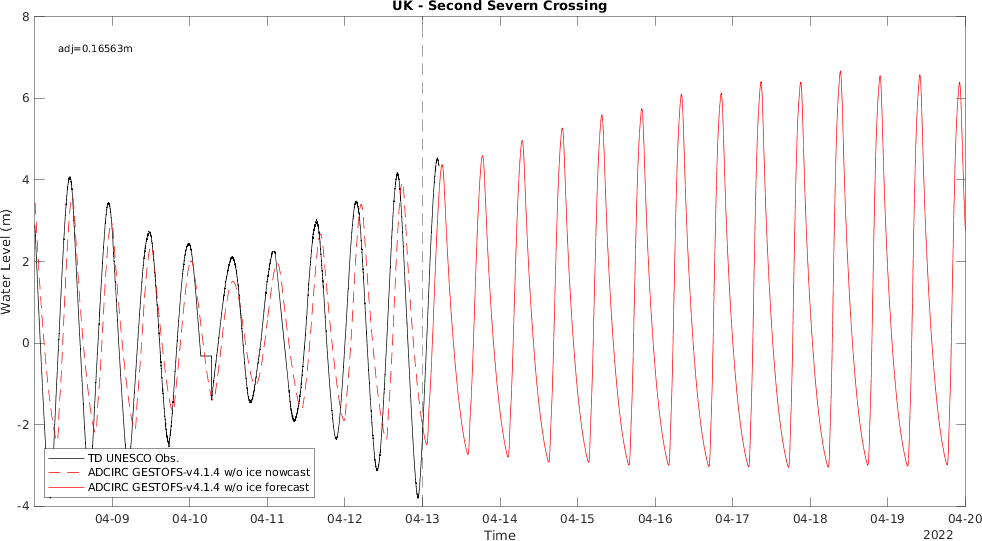 UK - Second Severn Crossing
adj=0.16563m
8
6
4
2
0
-2
-4
Water Level (m)
TD UNESCO Obs.
ADCIRC GESTOFS-v4.1.4 w/o ice nowcast
ADCIRC GESTOFS-v4.1.4 w/o ice forecast
04-09 04-10 04-11 04-12 04-13 04-14 04-15 04-16 04-17 04-18 04-19 04-20
Time
2022